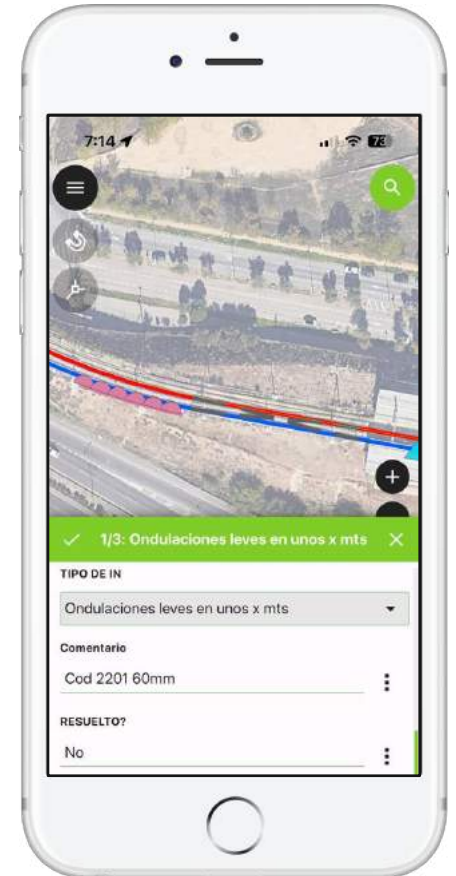 7:14
73
1/3: Ondulaciones leves en unos x mts
TIPO DE IN
Ondulaciones leves en unos x mts
Comentario
Cod 2201 60mm
RESUELTO?
No